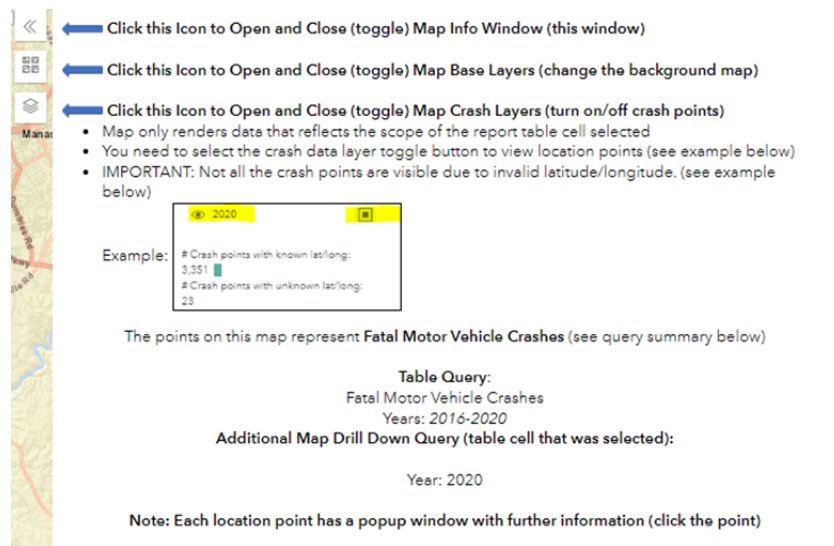 Click this Icon to Open and Close (toggle) Map Info Window (this window)
Click this Icon to Open and Close (toggle) Map Base Layers (change the background map)
Click this Icon to Open and Close (toggle) Map Crash Layers (turn on/off crash points)
Manas
• Map only renders data that reflects the scope of the report table cell selected
• You need to select the crash data layer toggle button to view location points (see example below)
• IMPORTANT: Not all the crash points are visible due to invalid latitude/longitude. (see example
below)
Dumfries Rd
2020
Example:
# Crash points with known lat/long:
3,351
# Crash points with unknown lat/long:
23
The points on this map represent Fatal Motor Vehicle Crashes (see query summary below)
Table Query:
Fatal Motor Vehicle Crashes
Years: 2016-2020
Additional Map Drill Down Query (table cell that was selected):
Year: 2020
Note: Each location point has a popup window with further information (click the point)